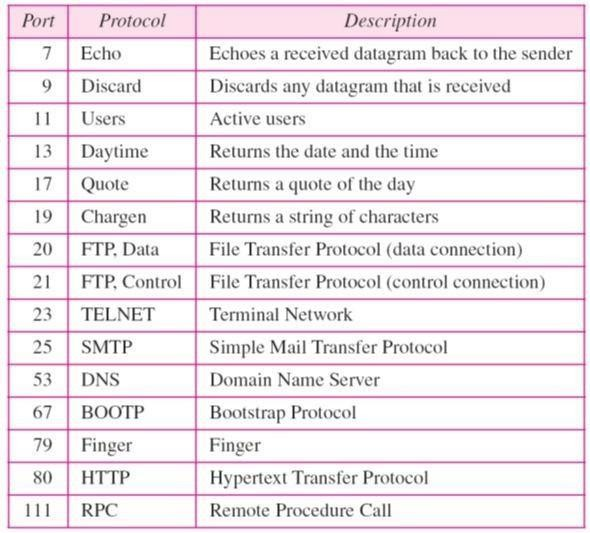 Port Protocol Description
7 Echo Echoes a received datagram back to the sender
9 Discard Discards any datagram that is received
11 Users Active users
13 Daytime Returns the date and the time
17 Quote Returns a quote of the day
19 Chargen Returns a string of characters
20 FTP, Data File Transfer Protocol (data connection)
21 FTP, Control File Transfer Protocol (control connection)
23 TELNET Terminal Network
25 SMTP Simple Mail Transfer Protocol
53 DNS Domain Name Server
67 BOOTP Bootstrap Protocol
79 Finger Finger
80 HTTP Hypertext Transfer Protocol
111 RPC Remote Procedure Call